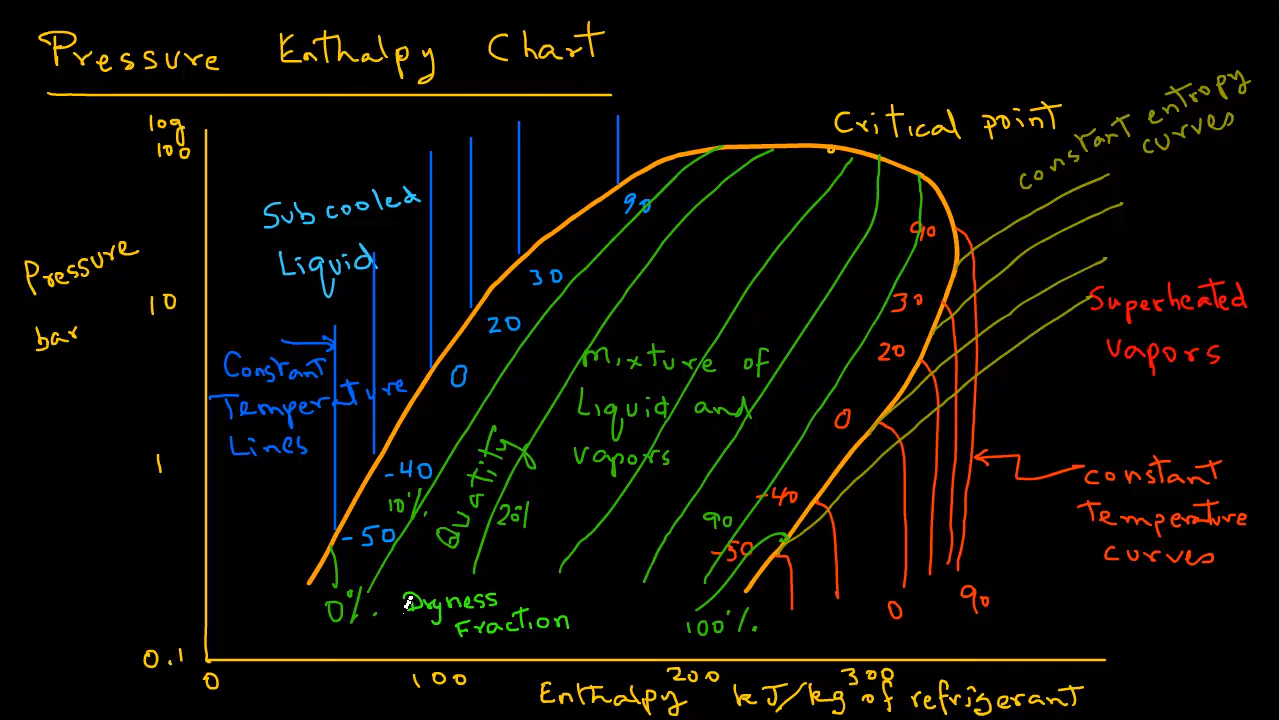 Pressure Enthalpy Chart
log
100
10
1
0.1
Pressure
bar
Subcooled
Liquid
Constant
Temperature
Lines
90
30
20
0
-40
-50
Critical point
constant entropy
curves
Mixture of
Liquid and
vapors
Quality
10%
20%
90
0%
100%
Dryness
Fraction
90
30
20
0
-40
-50
Superheated
vapors
constant
Temperature
curves
0
90
0
100
200
300
Enthalpy kJ/kg of refrigerant